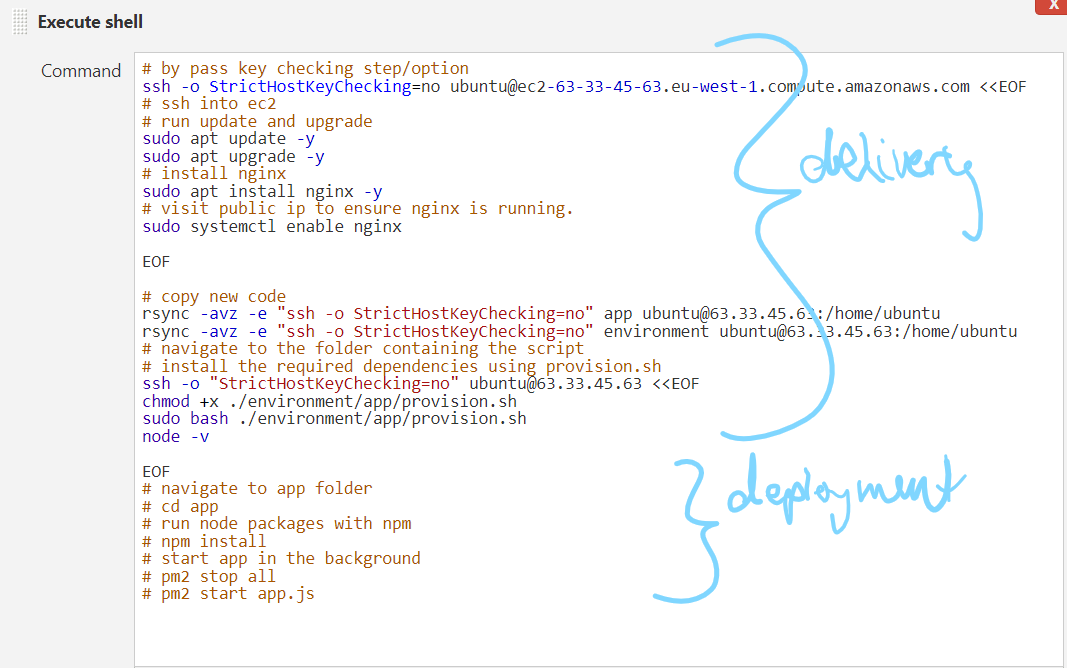 X
Execute shell
Command
# by pass key checking step/option
ssh -o StrictHostKeyChecking=no ubuntu@ec2-63-33-45-63.eu-west-1.compute.amazonaws.com <<EOF
# ssh into ec2
# run update and upgrade
sudo apt update -y
sudo apt upgrade -y
# install nginx
sudo apt install nginx -y
# visit public ip to ensure nginx is running.
sudo systemctl enable nginx
EOF
# copy new code
rsync -avz -e "ssh -o StrictHostKeyChecking=no" app ubuntu@63.33.45.63:/home/ubuntu
rsync -avz -e "ssh -o StrictHostKeyChecking=no" environment ubuntu@63.33.45.63:/home/ubuntu
# navigate to the folder containing the script
# install the required dependencies using provision.sh
ssh -o "StrictHostKeyChecking=no" ubuntu@63.33.45.63 <<EOF
chmod +x ./environment/app/provision.sh
sudo bash ./environment/app/provision.sh
node -v
EOF
# navigate to app folder
# cd app
# run node packages with npm
# npm install
# start app in the background
# pm2 stop all
# pm2 start app.js
delivery
deployment